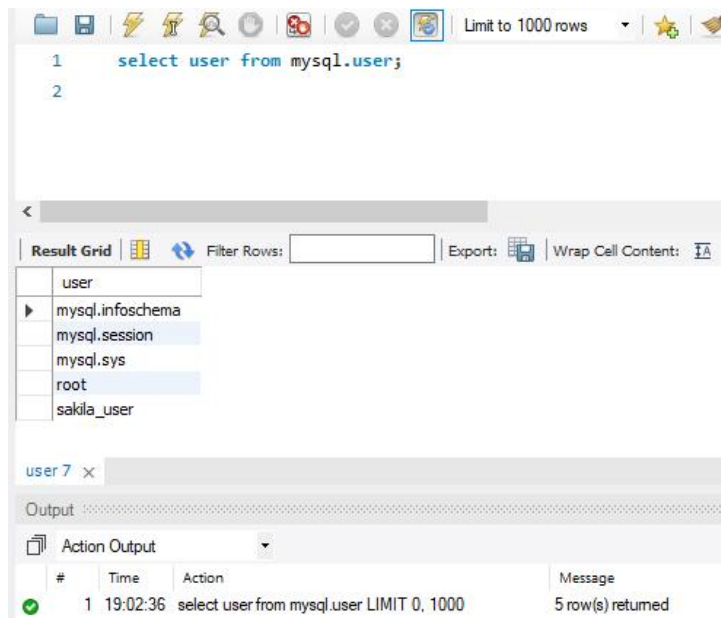 Limit to 1000 rows
1 select user from mysql.user;
2
Result Grid Filter Rows: Export: Wrap Cell Content: IA
user
mysql.infoschema
mysql.session
mysql.sys
root
sakila_user
user 7
Output
Action Output
# Time Action Message
1 19:02:36 select user from mysql.user LIMIT 0, 1000 5 row(s) returned